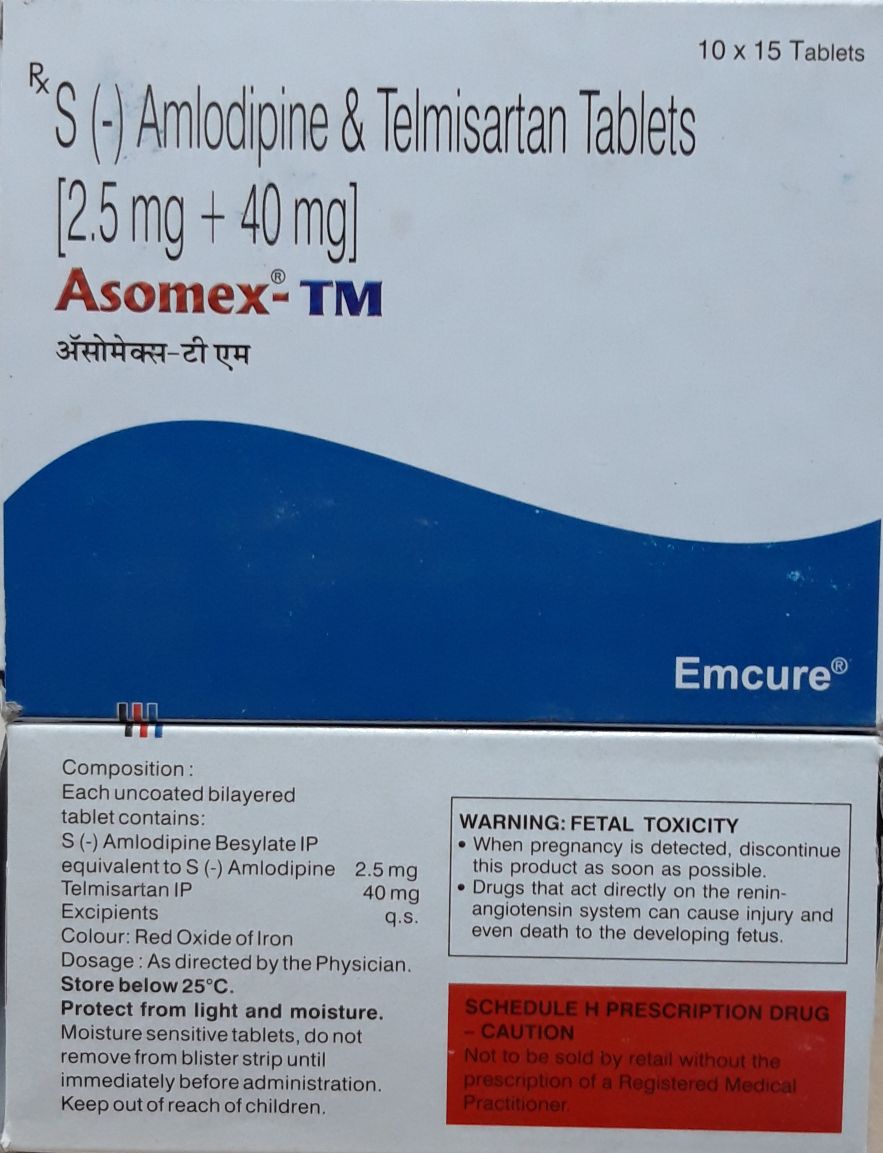 10 x 15 Tablets
Rx S (-) Amlodipine & Telmisartan Tablets
[2.5 mg + 40 mg]
Asomex®-TM
ॲसोमेक्स-टी एम
Emcure®
Composition :
Each uncoated bilayered
tablet contains:
S (-) Amlodipine Besylate IP
equivalent to S (-) Amlodipine 2.5 mg
Telmisartan IP 40 mg
Excipients q.s.
Colour: Red Oxide of Iron
Dosage : As directed by the Physician.
Store below 25°C.
Protect from light and moisture.
Moisture sensitive tablets, do not
remove from blister strip until
immediately before administration.
Keep out of reach of children.
WARNING: FETAL TOXICITY
• When pregnancy is detected, discontinue
this product as soon as possible.
• Drugs that act directly on the renin-
angiotensin system can cause injury and
even death to the developing fetus.
SCHEDULE H PRESCRIPTION DRUG
– CAUTION
Not to be sold by retail without the
prescription of a Registered Medical
Practitioner.